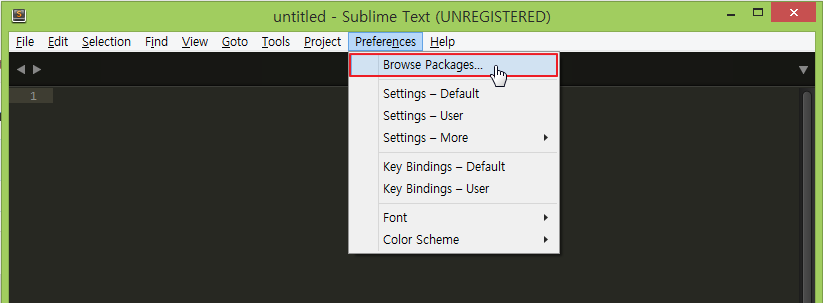 untitled - Sublime Text (UNREGISTERED)
File Edit Selection Find View Goto Tools Project Preferences Help
Browse Packages...
1
Settings – Default
Settings – User
Settings – More
Key Bindings – Default
Key Bindings – User
Font
Color Scheme